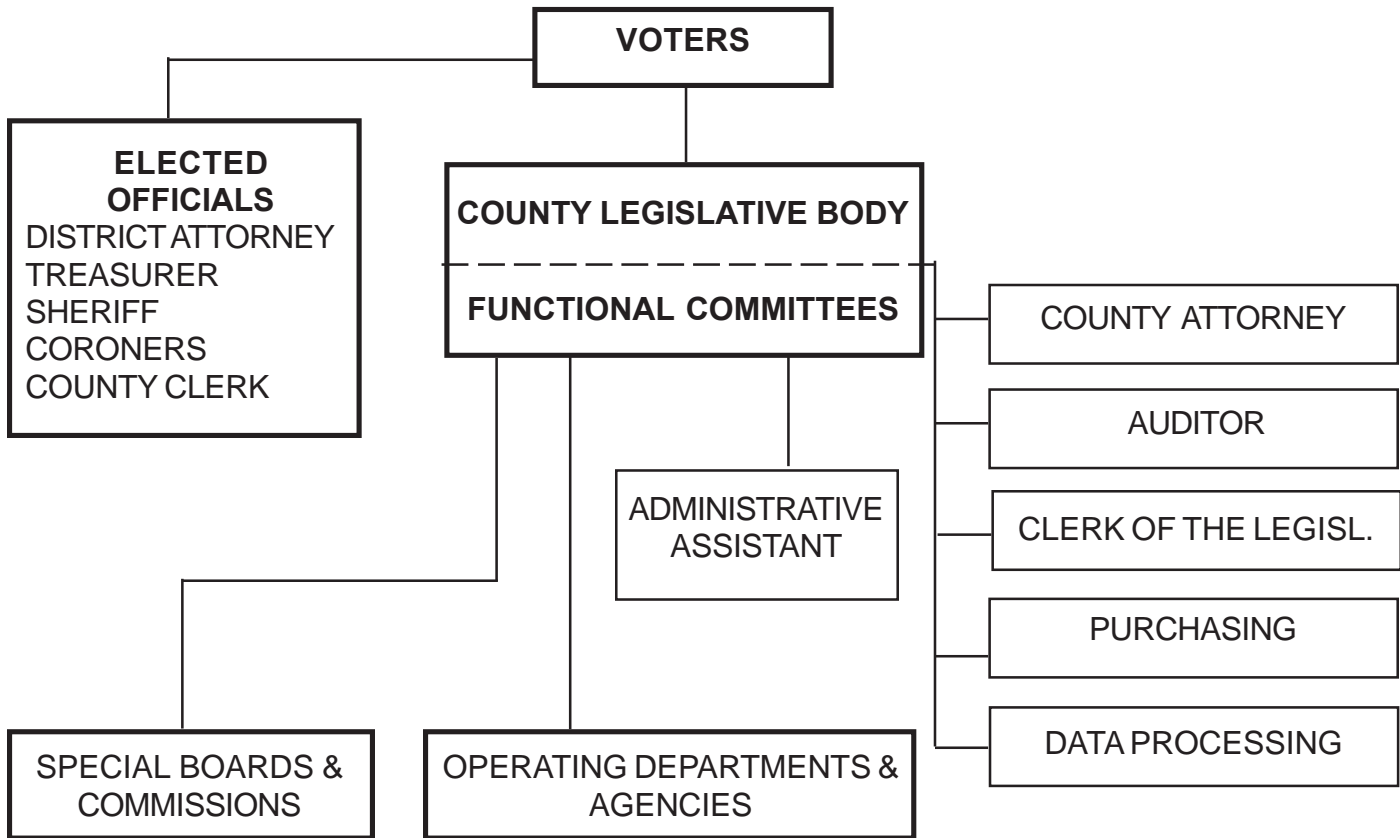 VOTERS
ELECTED
OFFICIALS
DISTRICT ATTORNEY
TREASURER
SHERIFF
CORONERS
COUNTY CLERK
COUNTY LEGISLATIVE BODY
FUNCTIONAL COMMITTEES
COUNTY ATTORNEY
AUDITOR
CLERK OF THE LEGISL.
PURCHASING
DATA PROCESSING
ADMINISTRATIVE
ASSISTANT
SPECIAL BOARDS &
COMMISSIONS
OPERATING DEPARTMENTS &
AGENCIES